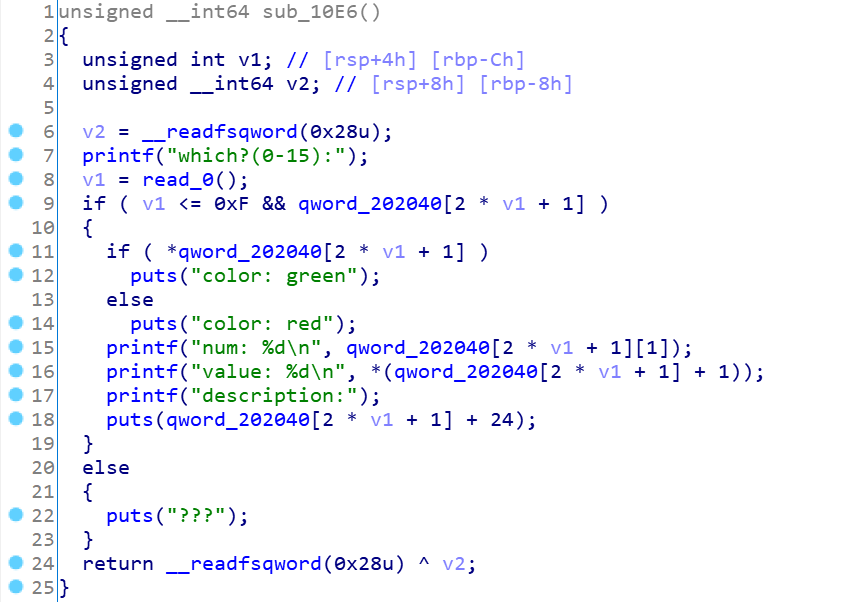 1 unsigned __int64 sub_10E6()
2 {
3   unsigned int v1; // [rsp+4h] [rbp-Ch]
4   unsigned __int64 v2; // [rsp+8h] [rbp-8h]
5
6   v2 = __readfsqword(0x28u);
7   printf("which?(0-15):");
8   v1 = read_0();
9   if ( v1 <= 0xF && qword_202040[2 * v1 + 1] )
10   {
11     if ( *qword_202040[2 * v1 + 1] )
12       puts("color: green");
13     else
14       puts("color: red");
15     printf("num: %d\n", qword_202040[2 * v1 + 1][1]);
16     printf("value: %d\n", *(qword_202040[2 * v1 + 1] + 1));
17     printf("description:");
18     puts(qword_202040[2 * v1 + 1] + 24);
19   }
20   else
21   {
22     puts("???");
23   }
24   return __readfsqword(0x28u) ^ v2;
25 }